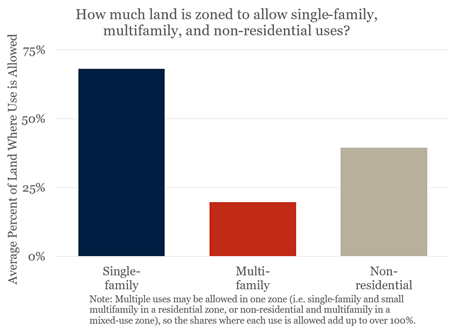 How much land is zoned to allow single-family,
multifamily, and non-residential uses?
Average Percent of Land Where Use is Allowed
75%
50%
25%
0%
Single-
family
Multi-
family
Non-
residential
Note: Multiple uses may be allowed in one zone (i.e. single-family and small
multifamily in a residential zone, or non-residential and multifamily in a
mixed-use zone), so the shares where each use is allowed add up to over 100%.